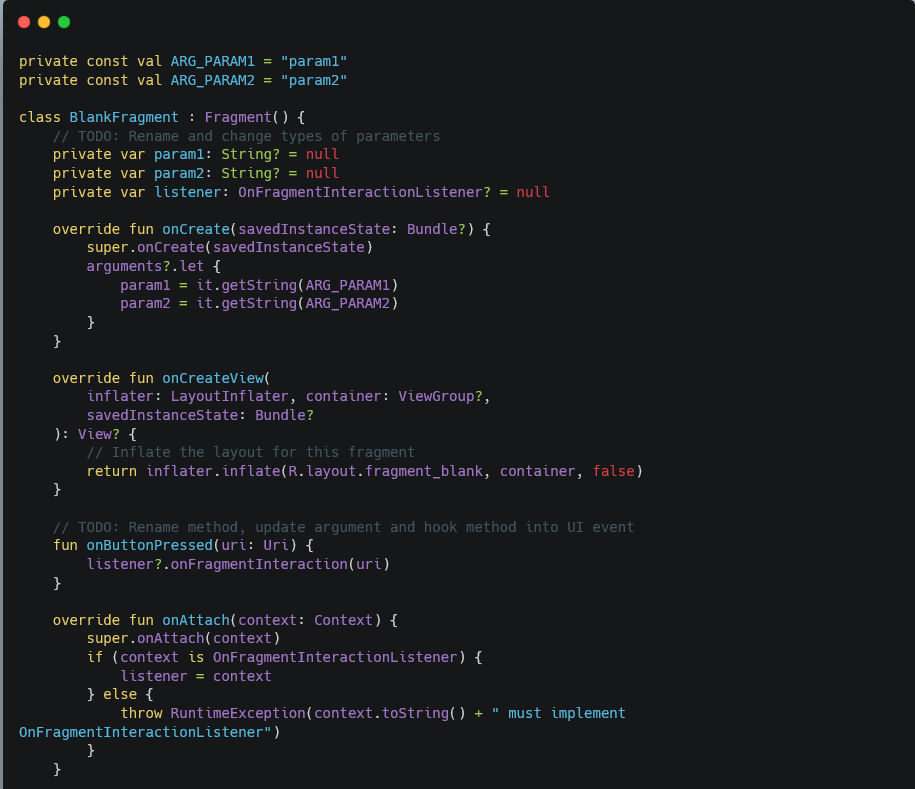 private const val ARG_PARAM1 = "param1"
private const val ARG_PARAM2 = "param2"
class BlankFragment : Fragment() {
    // TODO: Rename and change types of parameters
    private var param1: String? = null
    private var param2: String? = null
    private var listener: OnFragmentInteractionListener? = null
    override fun onCreate(savedInstanceState: Bundle?) {
        super.onCreate(savedInstanceState)
        arguments?.let {
            param1 = it.getString(ARG_PARAM1)
            param2 = it.getString(ARG_PARAM2)
        }
    }
    override fun onCreateView(
        inflater: LayoutInflater, container: ViewGroup?,
        savedInstanceState: Bundle?
    ): View? {
        // Inflate the layout for this fragment
        return inflater.inflate(R.layout.fragment_blank, container, false)
    }
    // TODO: Rename method, update argument and hook method into UI event
    fun onButtonPressed(uri: Uri) {
        listener?.onFragmentInteraction(uri)
    }
    override fun onAttach(context: Context) {
        super.onAttach(context)
        if (context is OnFragmentInteractionListener) {
            listener = context
        } else {
            throw RuntimeException(context.toString() + " must implement
OnFragmentInteractionListener")
        }
    }